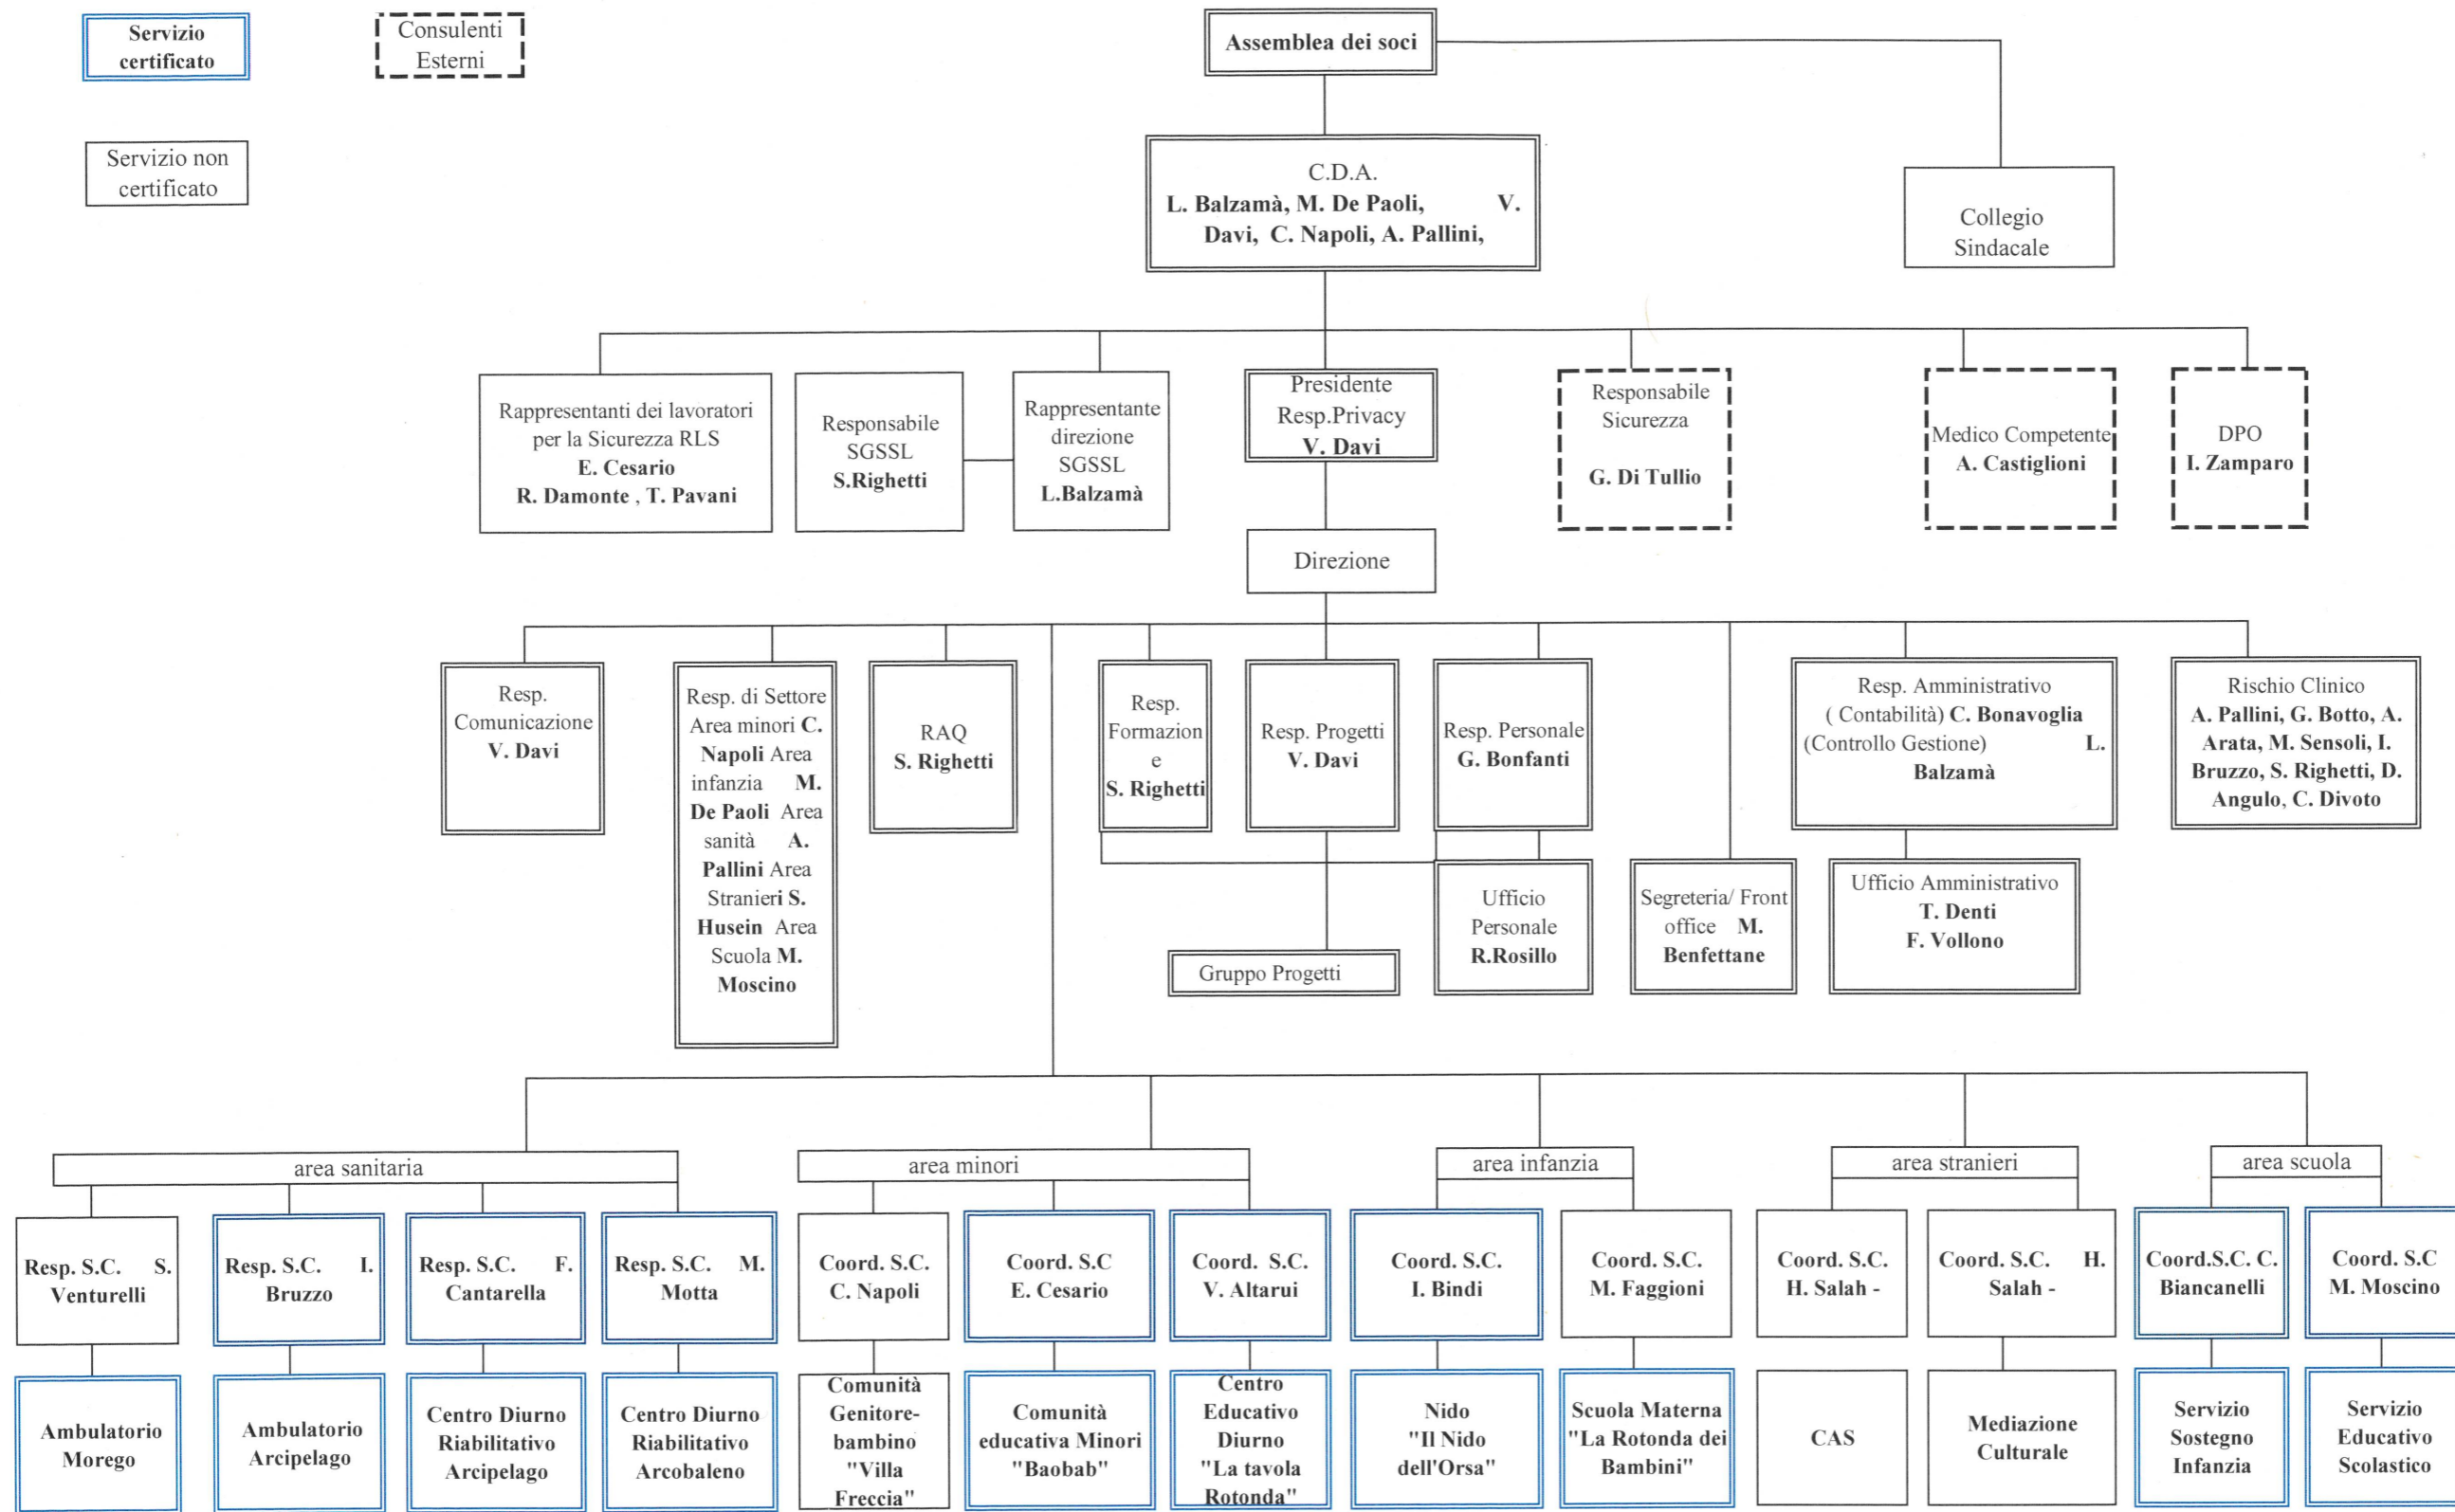 Servizio
certificato
Consulenti
Esterni
Servizio non
certificato
Assemblea dei soci
C.D.A.
L. Balzamà, M. De Paoli, V.
Davi, C. Napoli, A. Pallini,
Collegio
Sindacale
Rappresentanti dei lavoratori
per la Sicurezza RLS
E. Cesario
R. Damonte , T. Pavani
Responsabile
SGSSL
S.Righetti
Rappresentante
direzione
SGSSL
L.Balzamà
Presidente
Resp.Privacy
V. Davi
Responsabile
Sicurezza
G. Di Tullio
Medico Competente
A. Castiglioni
DPO
I. Zamparo
Direzione
Resp.
Comunicazione
V. Davi
Resp. di Settore
Area minori C.
Napoli Area
infanzia M.
De Paoli Area
sanità A.
Pallini Area
Stranieri S.
Husein Area
Scuola M.
Moscino
RAQ
S. Righetti
Resp.
Formazion
e
S. Righetti
Resp. Progetti
V. Davi
Resp. Personale
G. Bonfanti
Resp. Amministrativo
( Contabilità) C. Bonavoglia
(Controllo Gestione) L.
Balzamà
Rischio Clinico
A. Pallini, G. Botto, A.
Arata, M. Sensoli, I.
Bruzzo, S. Righetti, D.
Angulo, C. Divoto
Gruppo Progetti
Ufficio
Personale
R.Rosillo
Segreteria/ Front
office M.
Benfettane
Ufficio Amministrativo
T. Denti
F. Vollono
area sanitaria
area minori
area infanzia
area stranieri
area scuola
Resp. S.C. S.
Venturelli
Resp. S.C. I.
Bruzzo
Resp. S.C. F.
Cantarella
Resp. S.C. M.
Motta
Coord. S.C.
C. Napoli
Coord. S.C
E. Cesario
Coord. S.C.
V. Altarui
Coord. S.C.
I. Bindi
Coord. S.C.
M. Faggioni
Coord. S.C.
H. Salah -
Coord. S.C. H.
Salah -
Coord.S.C. C.
Biancanelli
Coord. S.C
M. Moscino
Ambulatorio
Morego
Ambulatorio
Arcipelago
Centro Diurno
Riabilitativo
Arcipelago
Centro Diurno
Riabilitativo
Arcobaleno
Comunità
Genitore-
bambino
"Villa
Freccia"
Comunità
educativa Minori
"Baobab"
Centro
Educativo
Diurno
"La tavola
Rotonda"
Nido
"Il Nido
dell'Orsa"
Scuola Materna
"La Rotonda dei
Bambini"
CAS
Mediazione
Culturale
Servizio
Sostegno
Infanzia
Servizio
Educativo
Scolastico